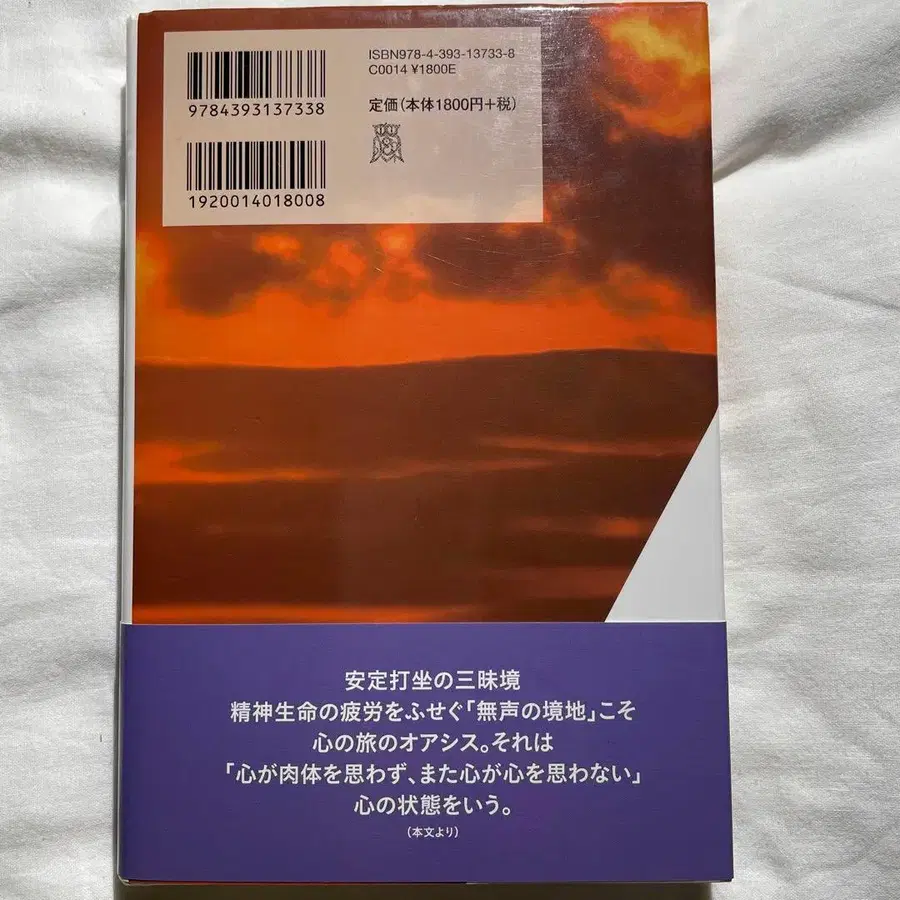 ISBN978-4-393-13733-8
C0014 ¥1800E
9784393137338
定価(本体1800円+税)
1920014018008
安定打坐の三昧境
精神生命の疲労をふせぐ「無声の境地」こそ
心の旅のオアシス。それは
「心が肉体を思わず、また心が心を思わない」
心の状態をいう。
(本文より)